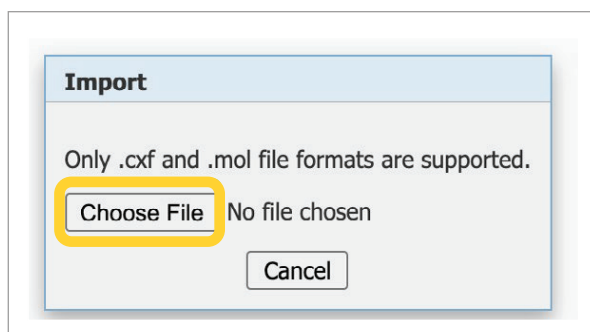 Import
Only .cxf and .mol file formats are supported.
Choose File No file chosen
Cancel